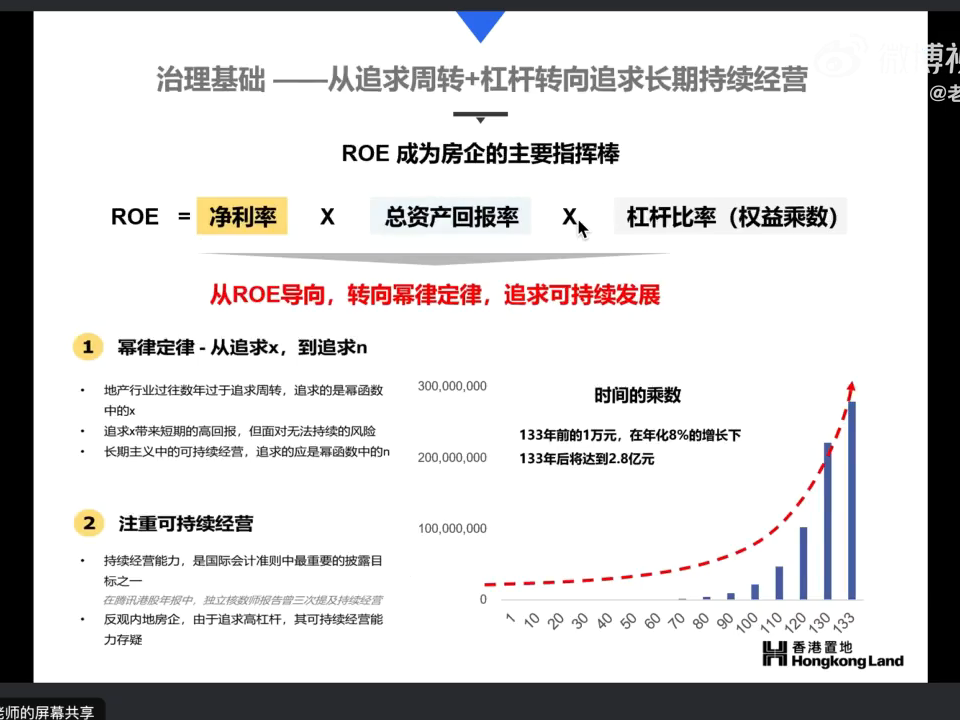 治理基础 ——从追求周转+杠杆转向追求长期持续经营
ROE 成为房企的主要指挥棒
ROE = 净利率 X 总资产回报率 X 杠杆比率（权益乘数）
从ROE导向，转向幂律定律，追求可持续发展
1 幂律定律 - 从追求x，到追求n
• 地产行业过往数年过于追求周转，追求的是幂函数
中的x
• 追求x带来短期的高回报，但面对无法持续的风险
• 长期主义中的可持续经营，追求的应是幂函数中的n
2 注重可持续经营
• 持续经营能力，是国际会计准则中最重要的披露目
标之一
在腾讯港股年报中，独立核数师报告曾三次提及持续经营
• 反观内地房企，由于追求高杠杆，其可持续经营能
力存疑
时间的乘数
133年前的1万元，在年化8%的增长下
133年后将达到2.8亿元
300,000,000
200,000,000
100,000,000
0
1 10 20 30 40 50 60 70 80 90 100 110 120 130 133
香港置地
Hongkong Land
微博
@老
老师的屏幕共享